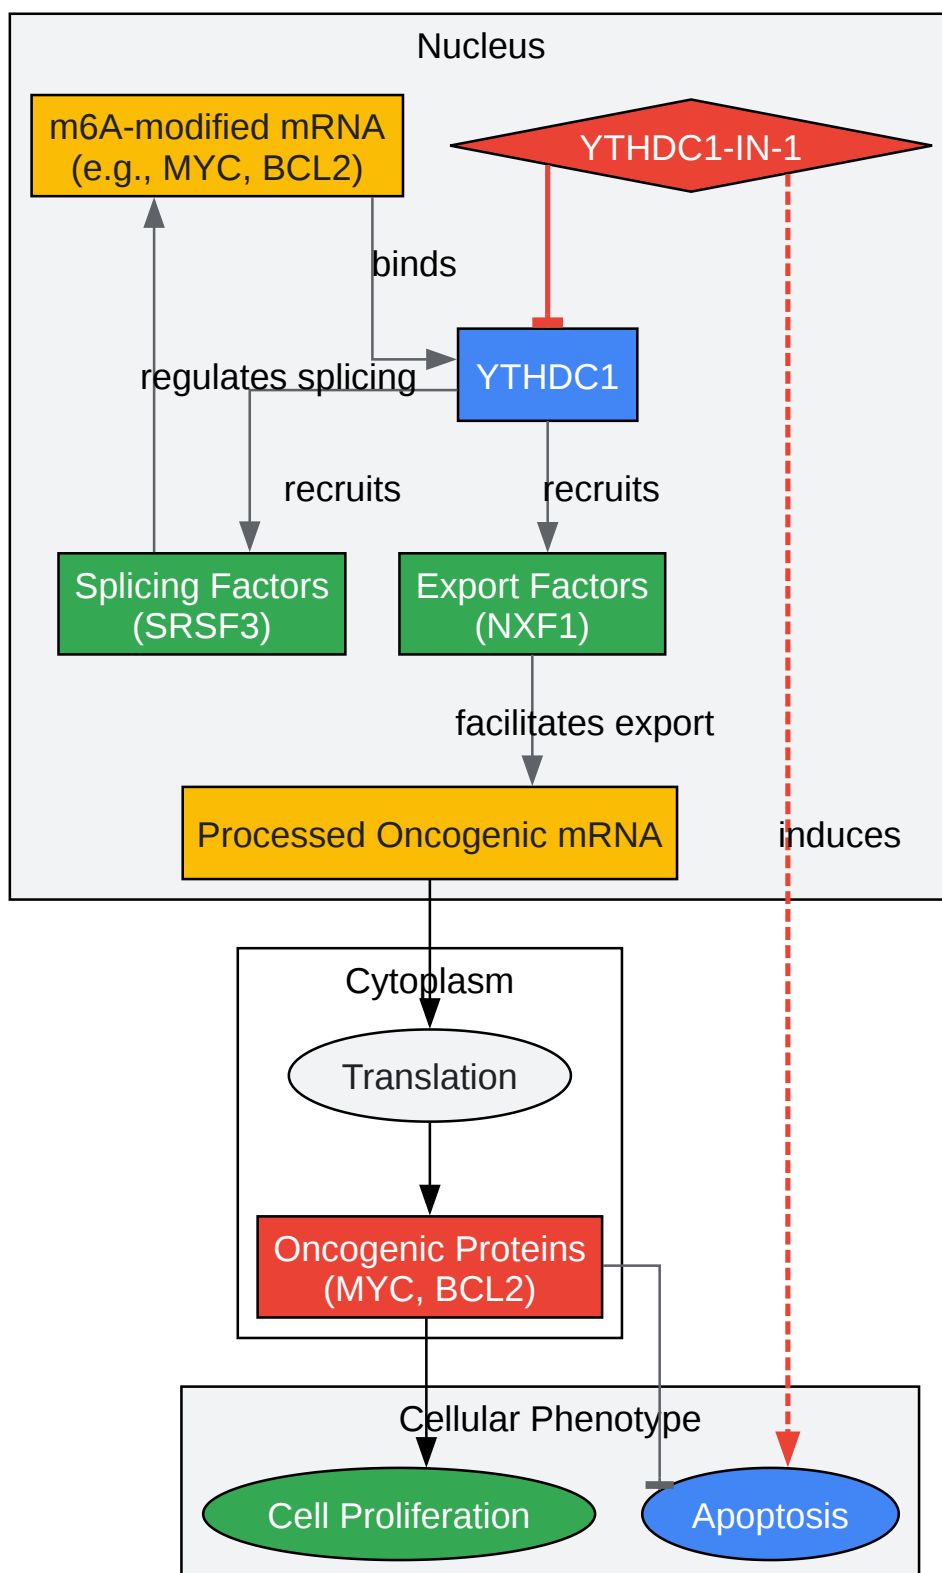 Nucleus
m6A-modified mRNA
(e.g., MYC, BCL2)
YTHDC1-IN-1
binds
regulates splicing
YTHDC1
recruits
recruits
Splicing Factors
(SRSF3)
Export Factors
(NXF1)
facilitates export
Processed Oncogenic mRNA
induces
Cytoplasm
Translation
Oncogenic Proteins
(MYC, BCL2)
Cellular Phenotype
Cell Proliferation
Apoptosis